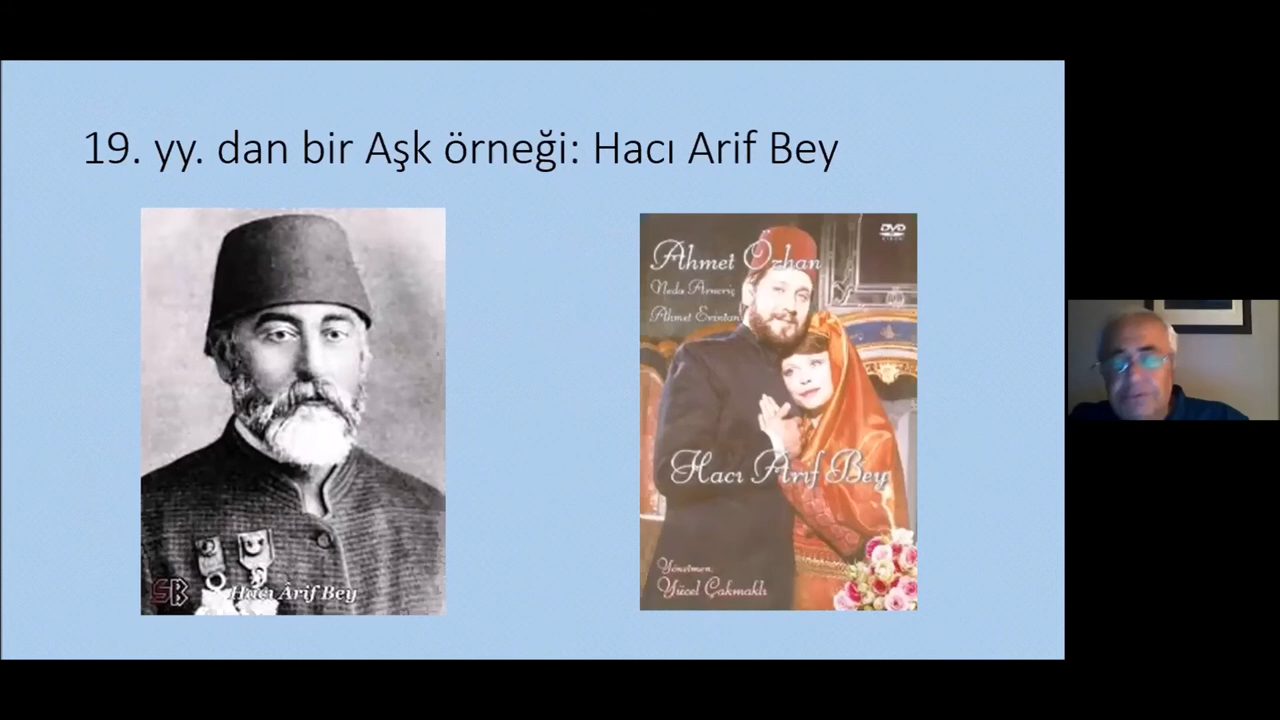 19. yy. dan bir Aşk örneği: Hacı Arif Bey
SB
Hacı Ârif Bey
DVD
Ahmet Özhan
Neda Arneriç
Ahmet Evintan
Hacı Arif Bey
Yönetmen:
Yücel Çakmaklı